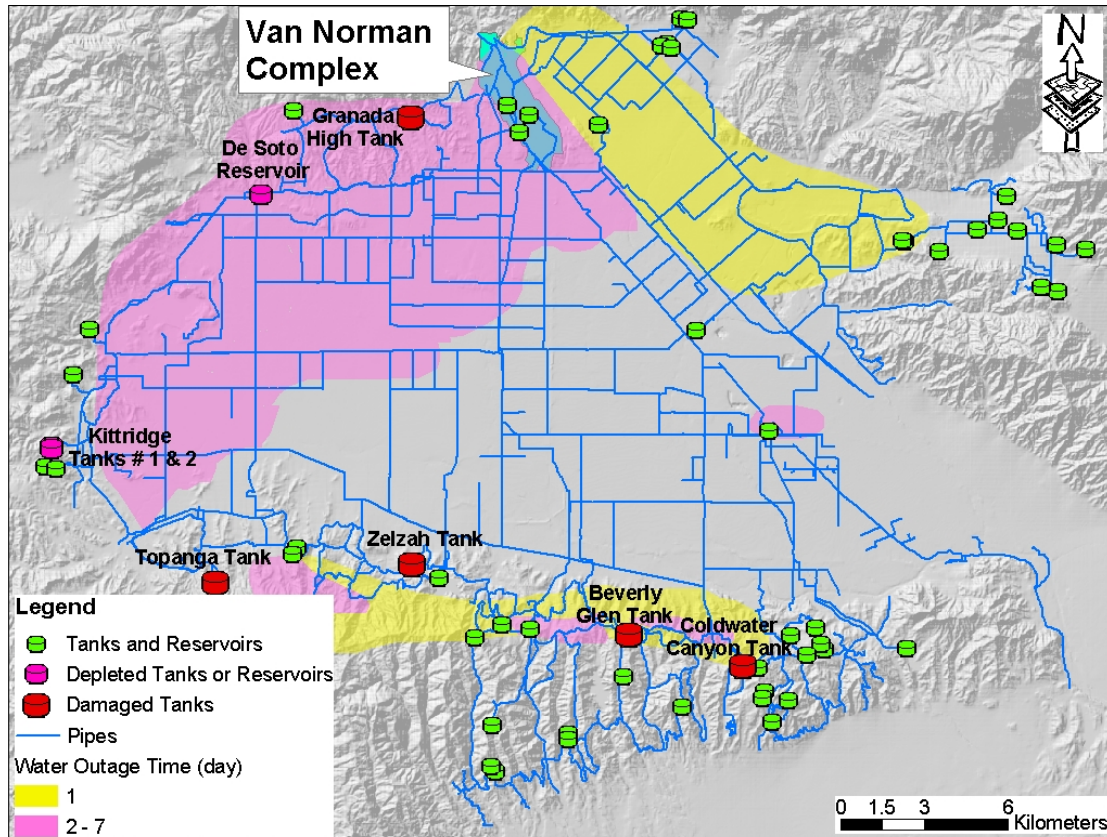 Van Norman
Complex
N
Granada
High Tank
De Soto
Reservoir
Kittridge
Tanks # 1 & 2
Zelzah Tank
Topanga Tank
Beverly
Glen Tank
Coldwater
Canyon Tank
Legend
Tanks and Reservoirs
Depleted Tanks or Reservoirs
Damaged Tanks
Pipes
Water Outage Time (day)
1
2 - 7
0 1.5 3 6
Kilometers